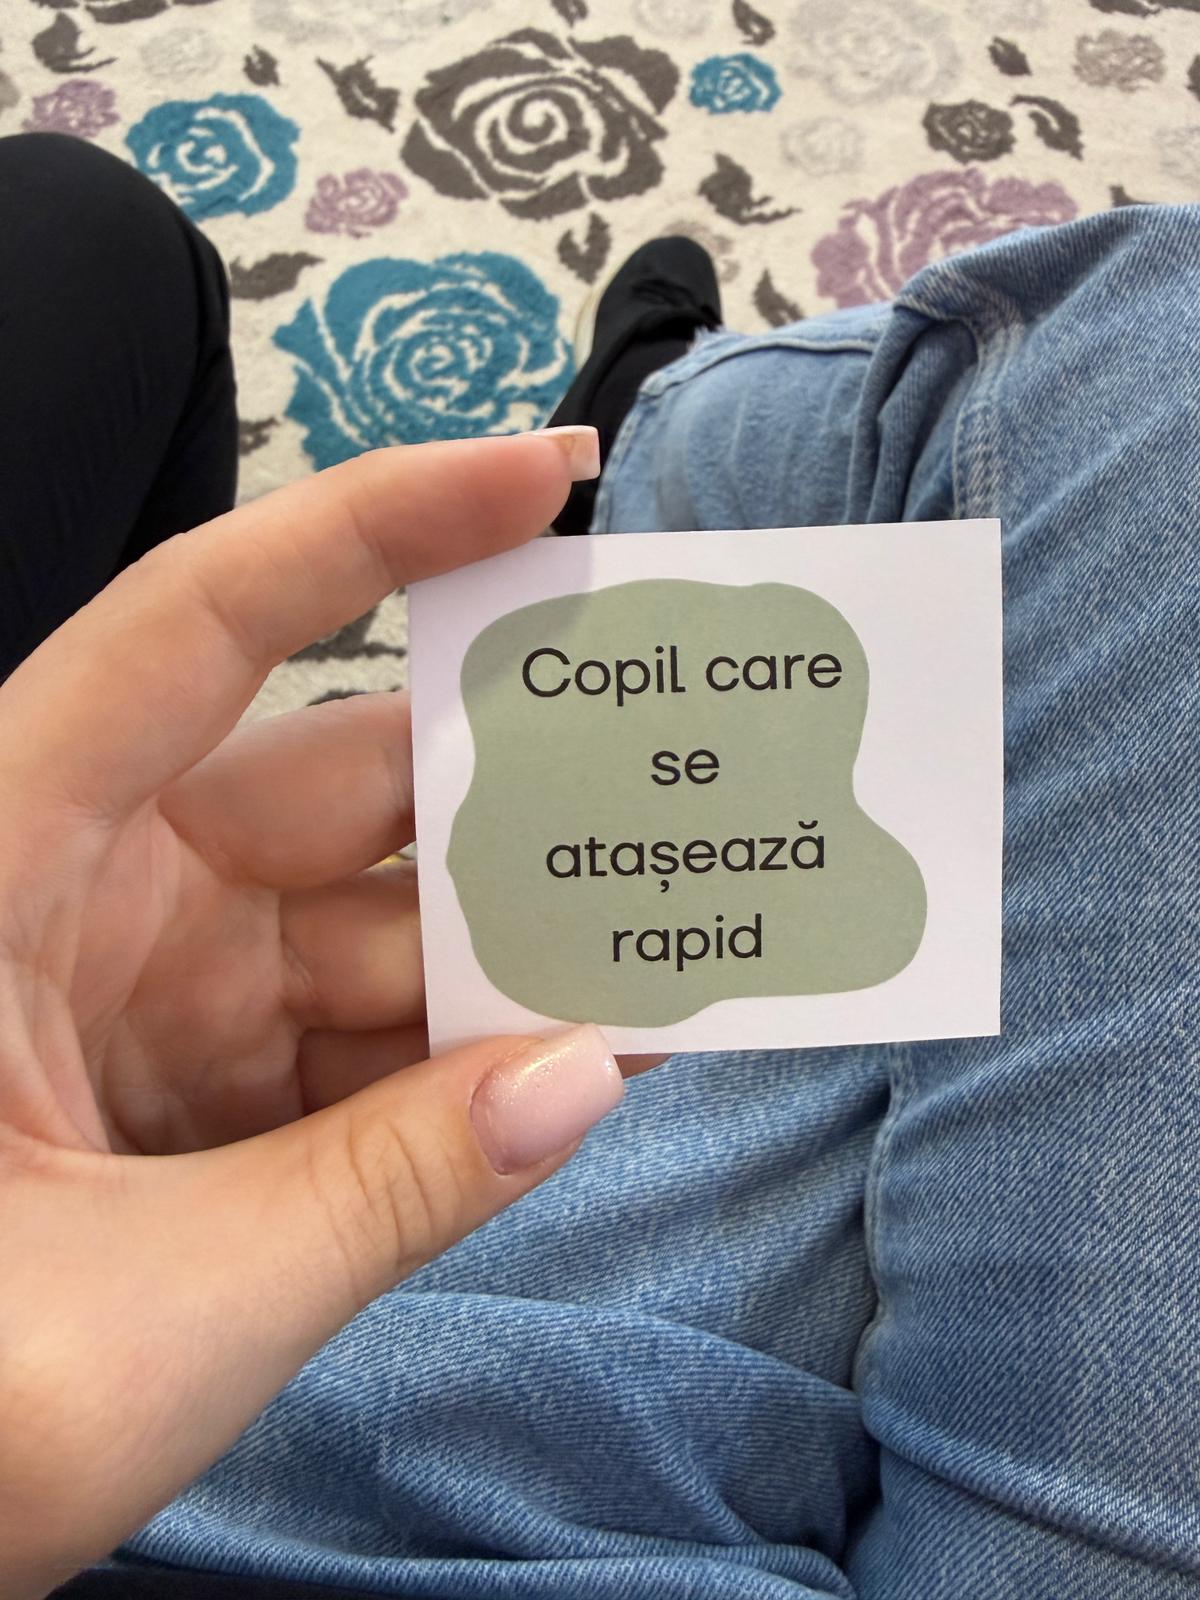 Copil care
se
atașează
rapid